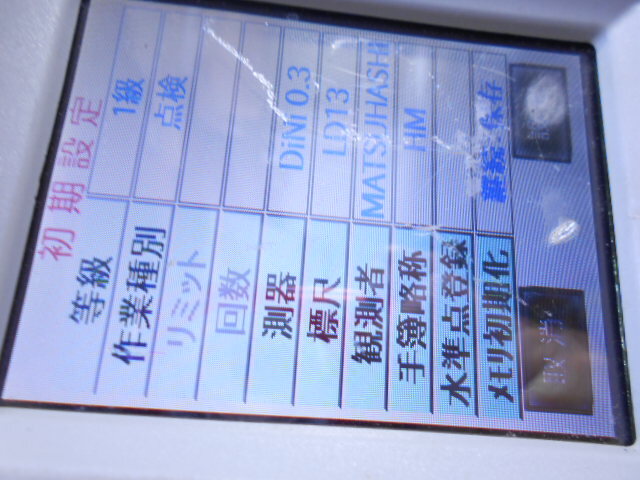 初期設定
等級 1級
作業種別 点検
リミット
回数
測器 DiNi 0.3
標尺 LD13
観測者 MATSUHASHI
手簿略称 HM
水準点登録
メモリ初期化 継続 保存
取消